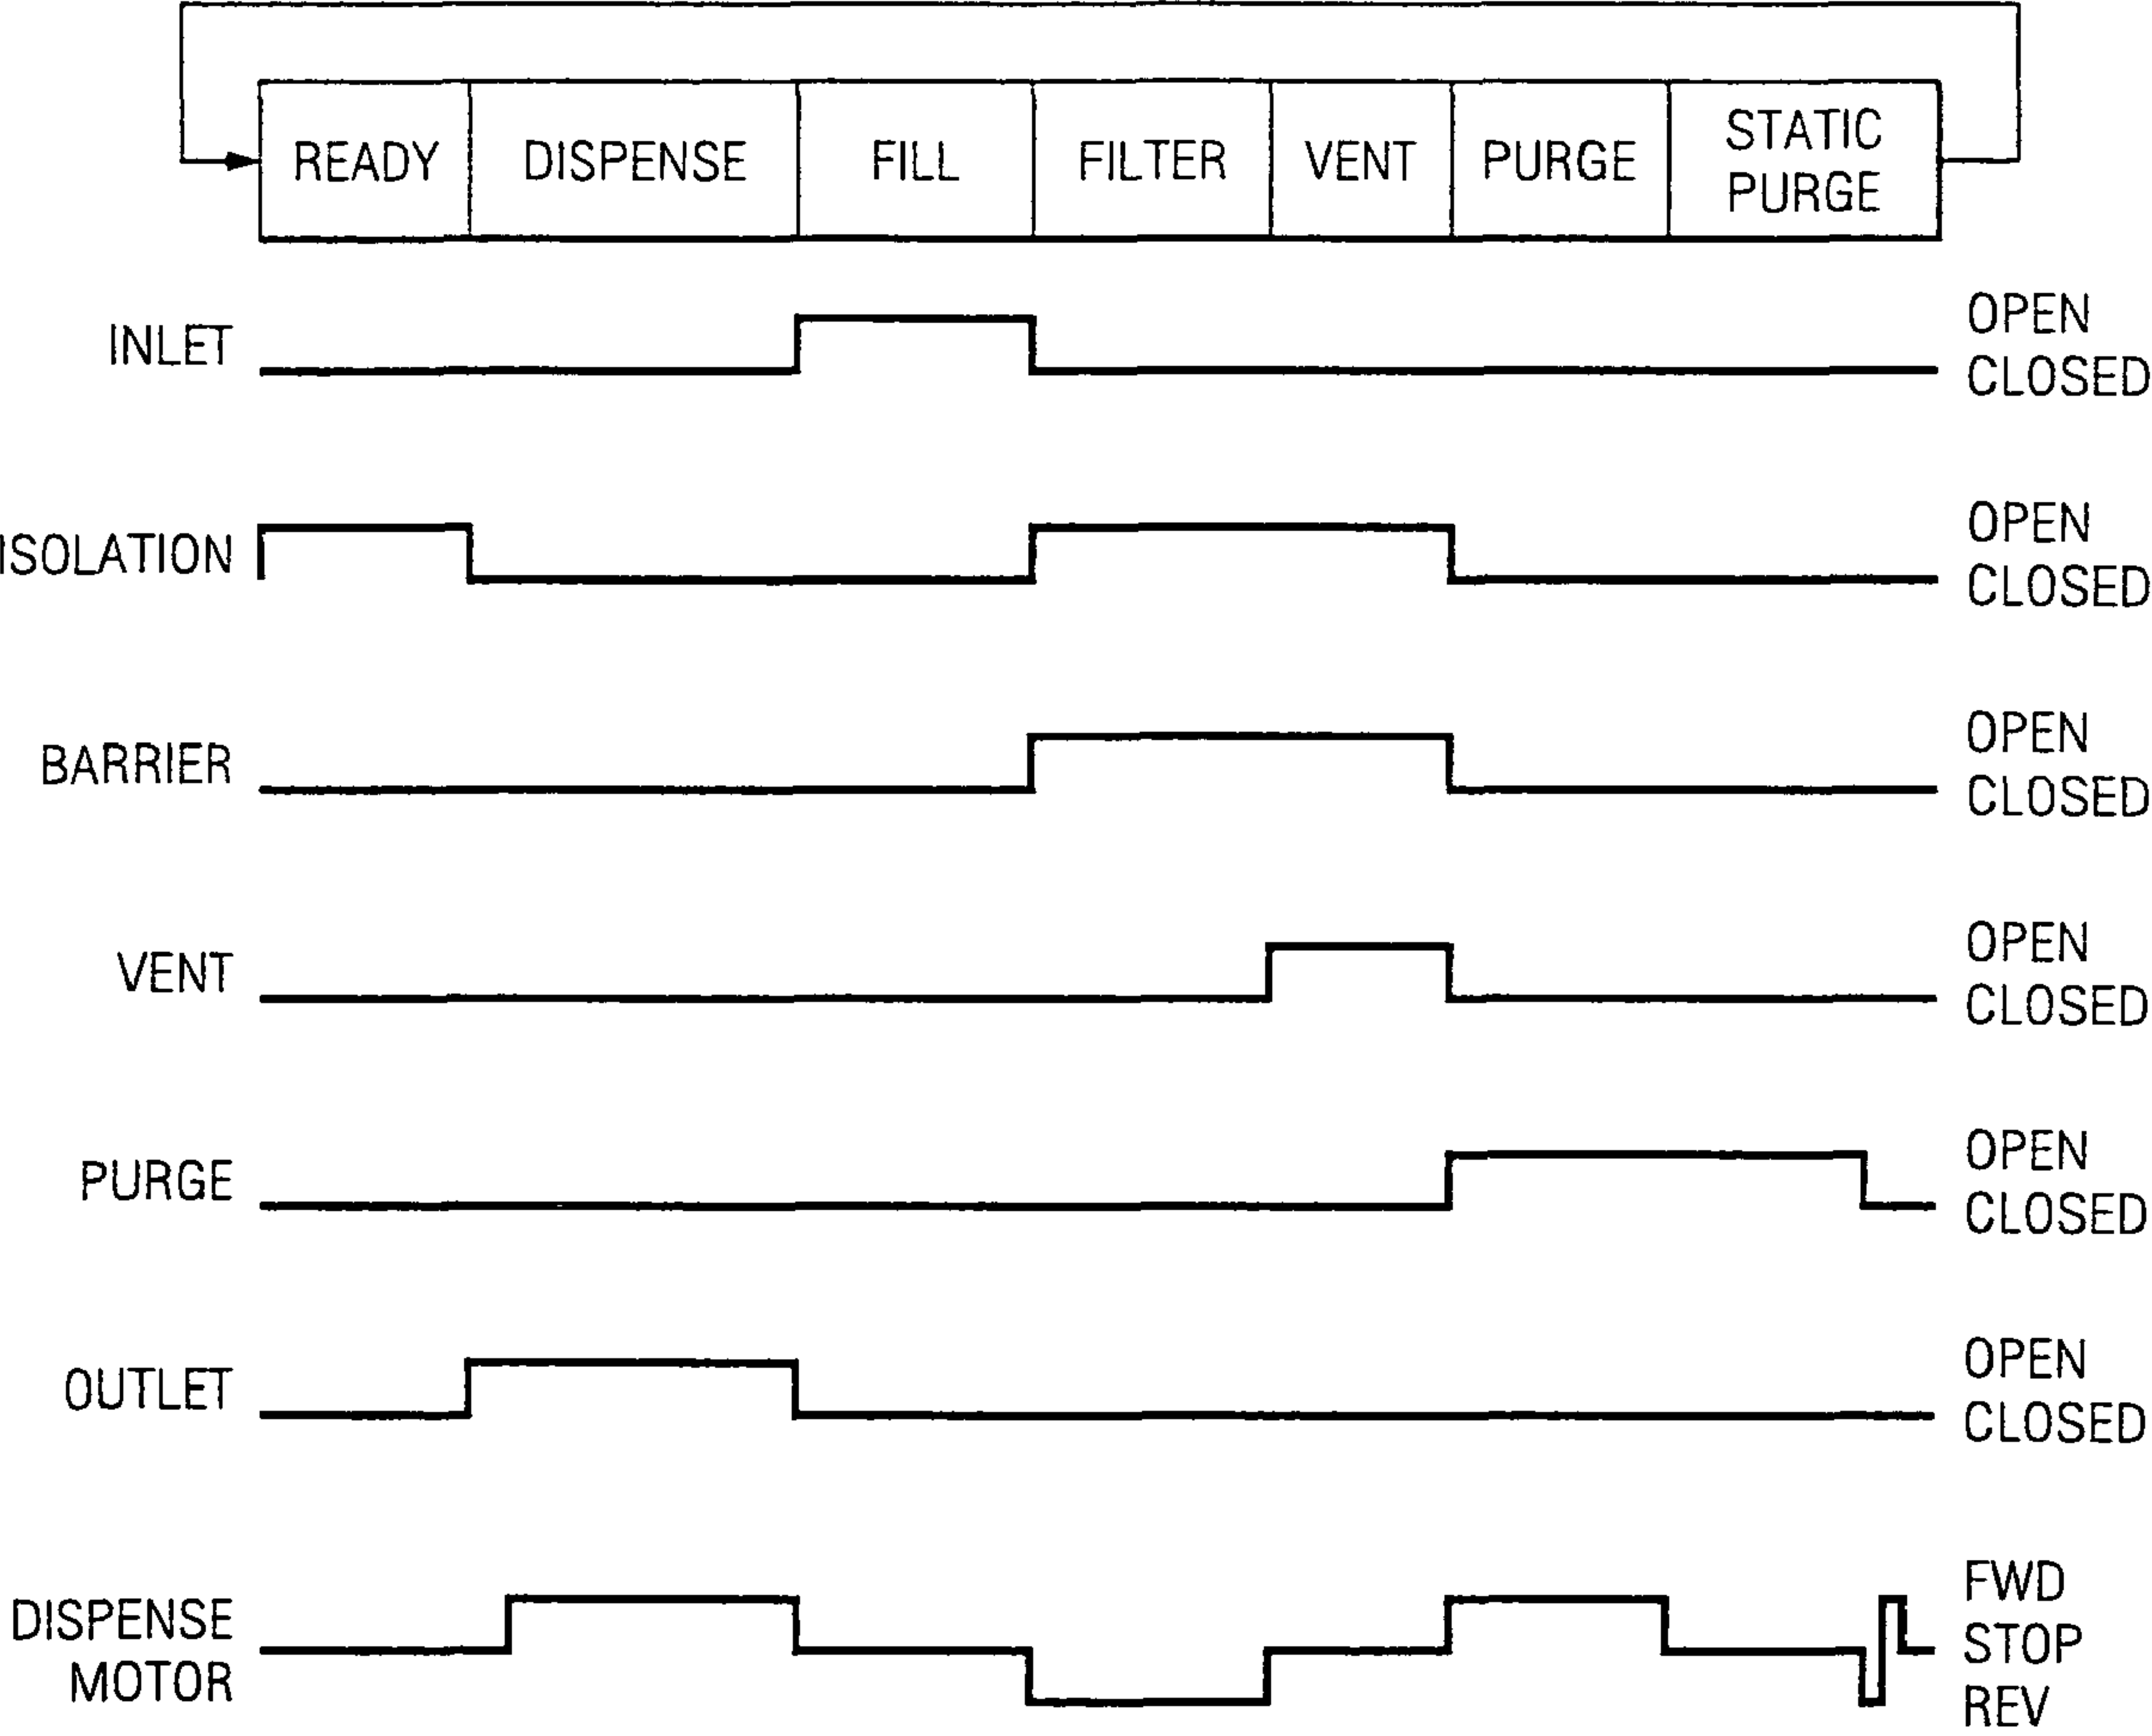 READY DISPENSE FILL FILTER VENT PURGE STATIC
PURGE
INLET OPEN
CLOSED
ISOLATION OPEN
CLOSED
BARRIER OPEN
CLOSED
VENT OPEN
CLOSED
PURGE OPEN
CLOSED
OUTLET OPEN
CLOSED
DISPENSE
MOTOR
FWD
STOP
REV